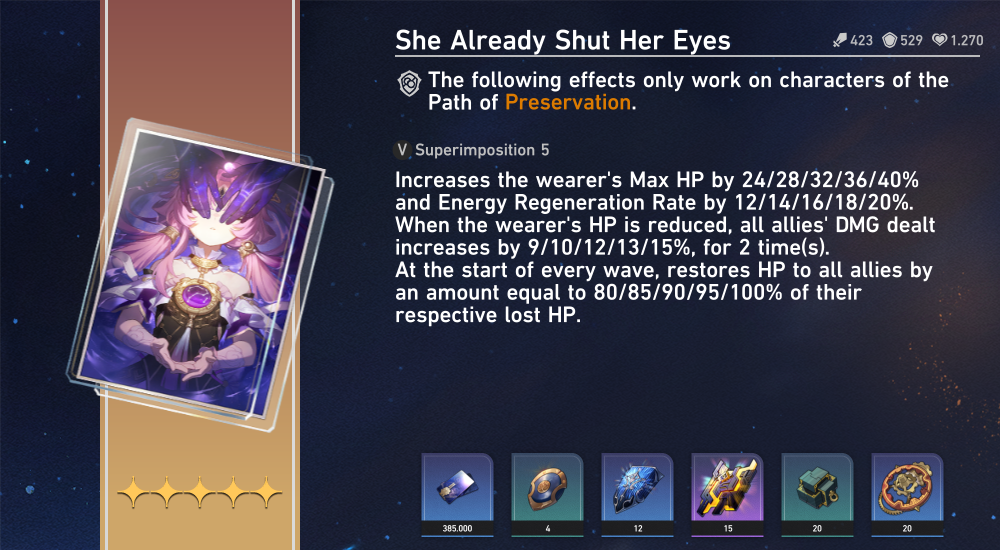 She Already Shut Her Eyes
423 529 1.270
The following effects only work on characters of the
Path of Preservation.
V Superimposition 5
Increases the wearer's Max HP by 24/28/32/36/40%
and Energy Regeneration Rate by 12/14/16/18/20%.
When the wearer's HP is reduced, all allies' DMG dealt
increases by 9/10/12/13/15%, for 2 time(s).
At the start of every wave, restores HP to all allies by
an amount equal to 80/85/90/95/100% of their
respective lost HP.
385.000 4 12 15 20 20